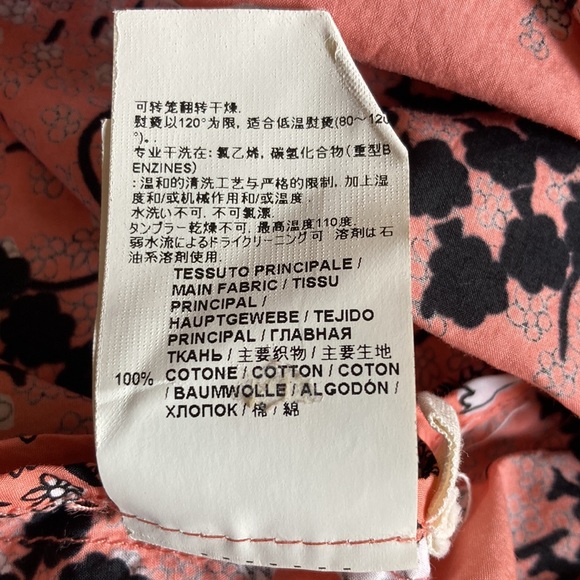 可转笼翻转干燥.
熨烫以120°为限, 适合低温熨烫(80～120
°)。
专业干洗在: 氯乙烯, 碳氢化合物 (重型B
ENZINES)
: 温和的清洗工艺与严格的限制, 加上湿
度和/或机械作用和/或温度
水洗い不可. 不可氯漂.
タンブラー乾燥不可. 最高温度110度.
弱水流によるドライクリーニング可 溶剤は石
油系溶剤使用.
TESSUTO PRINCIPALE /
MAIN FABRIC / TISSU
PRINCIPAL /
HAUPTGEWEBE / TEJIDO
PRINCIPAL / ГЛАВНАЯ
ТКАНЬ / 主要织物 / 主要生地
100% COTONE / COTTON / COTON
/ BAUMWOLLE / ALGODÓN /
ХЛОПОК / 棉 / 綿